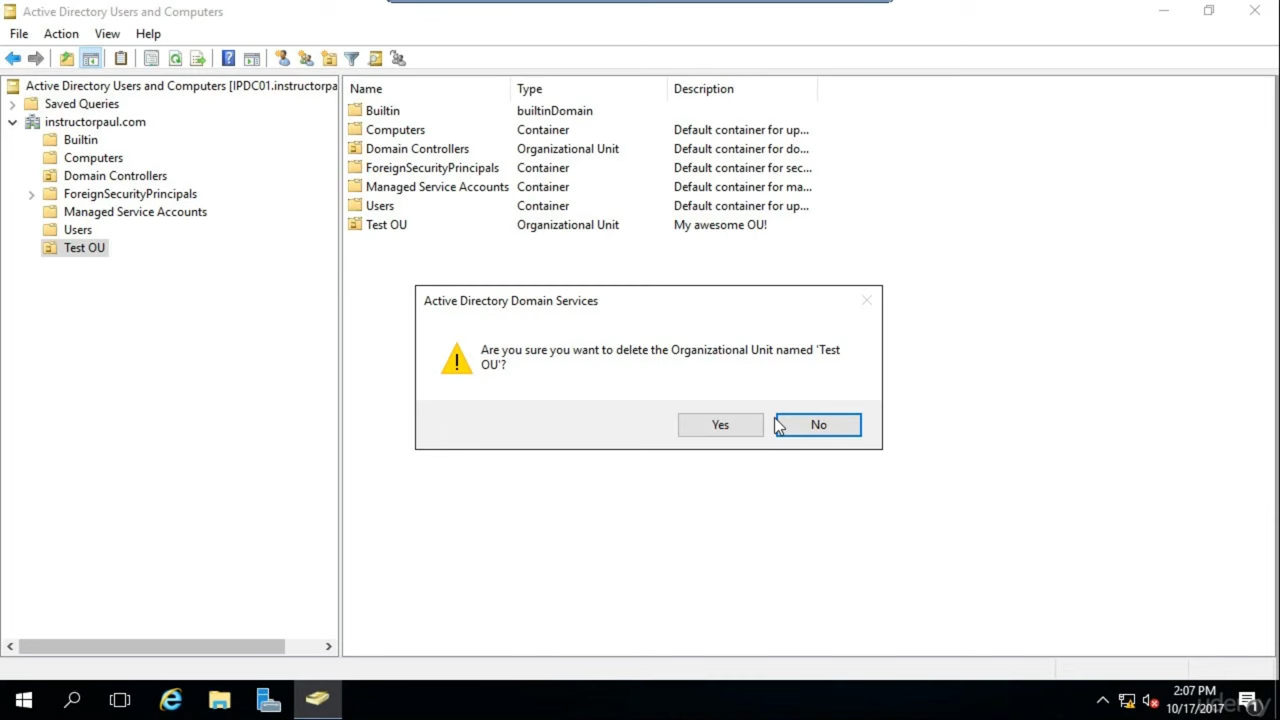 Active Directory Users and Computers
File Action View Help
Active Directory Users and Computers [IPDC01.instructorpa
Saved Queries
instructorpaul.com
Builtin
Computers
Domain Controllers
ForeignSecurityPrincipals
Managed Service Accounts
Users
Test OU
Name Type Description
Builtin builtinDomain
Computers Container Default container for up...
Domain Controllers Organizational Unit Default container for do...
ForeignSecurityPrincipals Container Default container for sec...
Managed Service Accounts Container Default container for ma...
Users Container Default container for up...
Test OU Organizational Unit My awesome OU!
Active Directory Domain Services
Are you sure you want to delete the Organizational Unit named 'Test
OU'?
Yes No
2:07 PM
10/17/2017
1
udemy